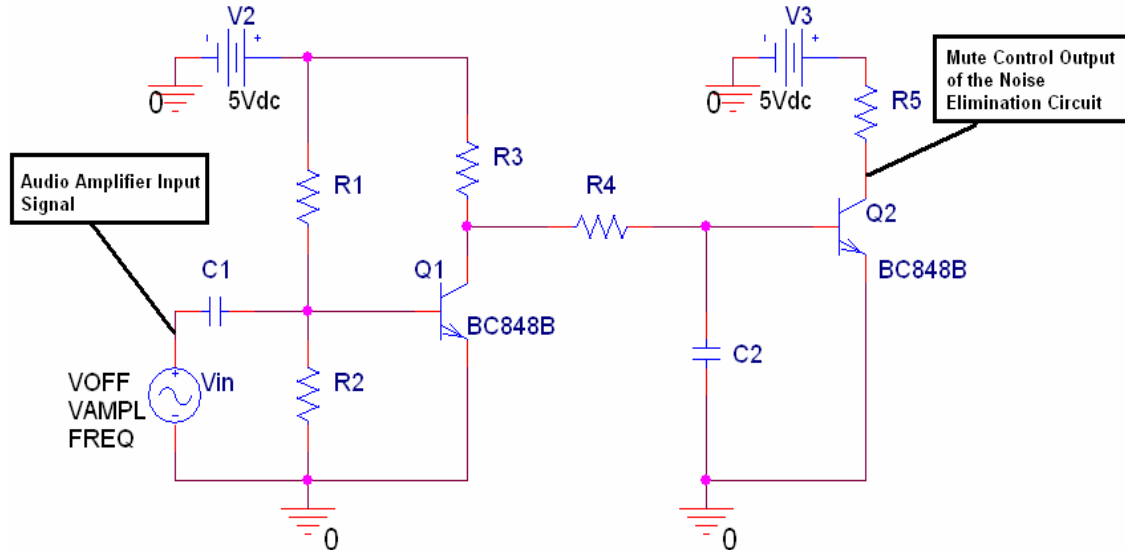 V2
- +
0
5Vdc
V3
- +
0
5Vdc
R5
Mute Control Output
of the Noise
Elimination Circuit
R3
R1
R4
Audio Amplifier Input
Signal
Q2
C1
Q1
BC848B
BC848B
C2
VOFF
VAMPL
FREQ
+
-
Vin
R2
0
0